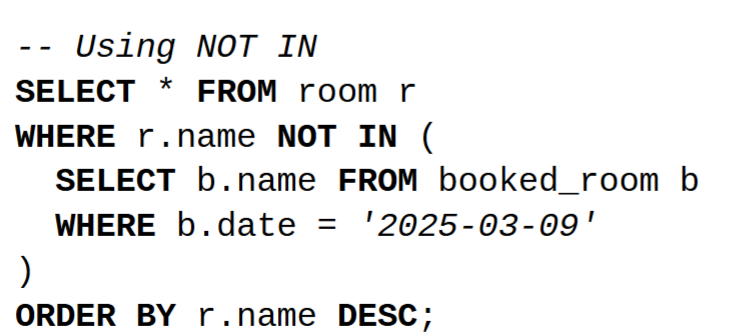 -- Using NOT IN
SELECT * FROM room r
WHERE r.name NOT IN (
  SELECT b.name FROM booked_room b
  WHERE b.date = '2025-03-09'
)
ORDER BY r.name DESC;